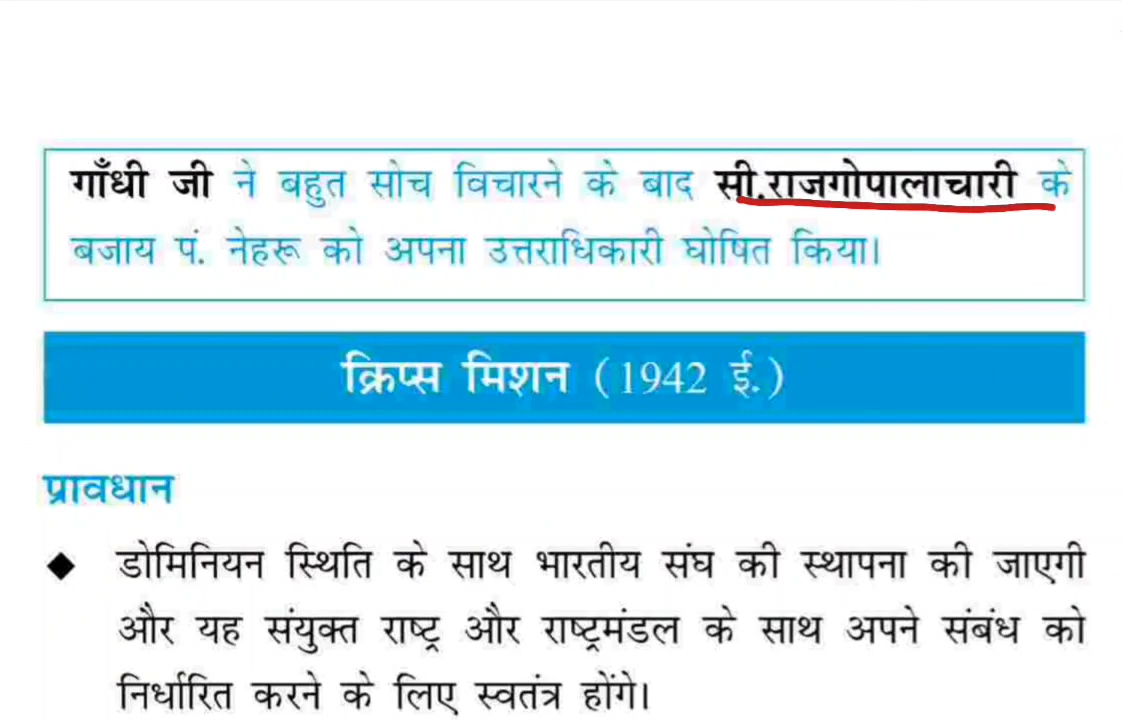 गाँधी जी ने बहुत सोच विचारने के बाद सी.राजगोपालाचारी के
बजाय पं. नेहरू को अपना उत्तराधिकारी घोषित किया।
क्रिप्स मिशन (1942 ई.)
प्रावधान
◆ डोमिनियन स्थिति के साथ भारतीय संघ की स्थापना की जाएगी
और यह संयुक्त राष्ट्र और राष्ट्रमंडल के साथ अपने संबंध को
निर्धारित करने के लिए स्वतंत्र होंगे।